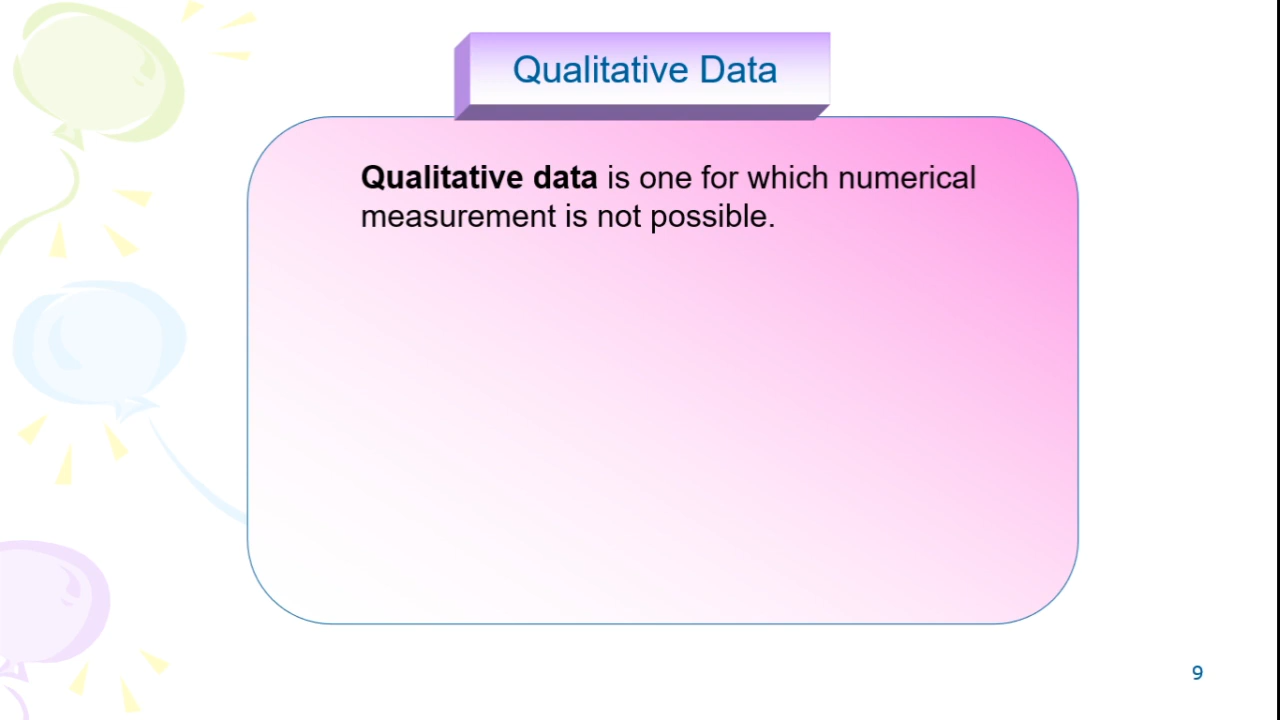 Qualitative Data
Qualitative data is one for which numerical
measurement is not possible.
9